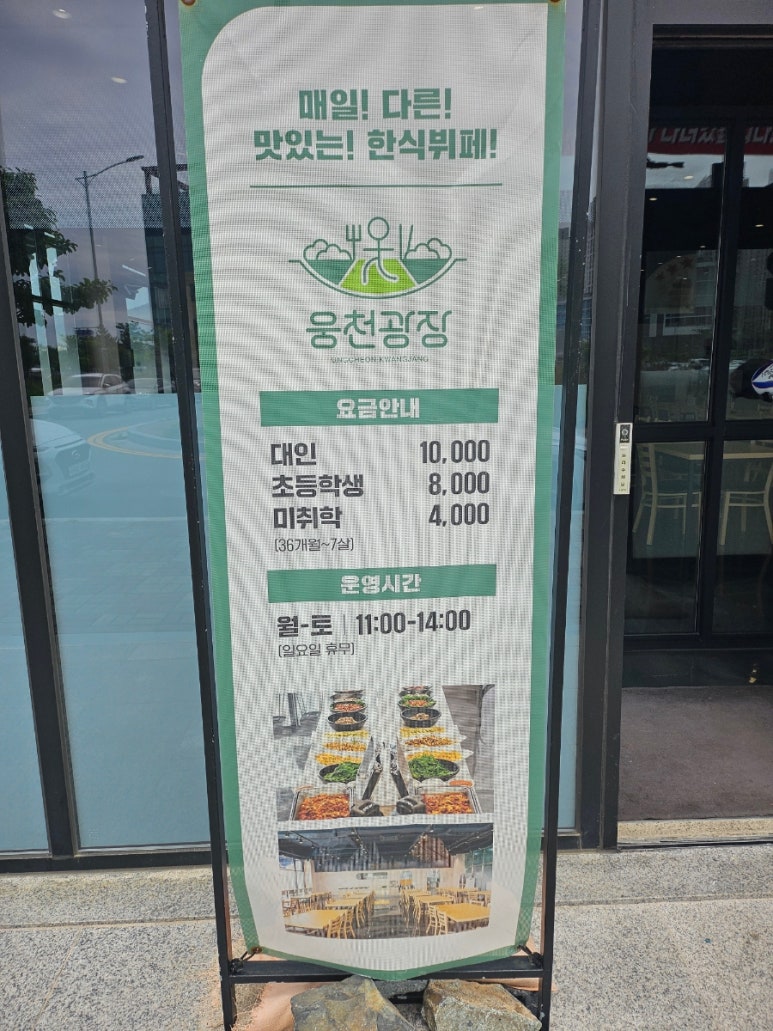 매일! 다른!
맛있는! 한식뷔페!
웅천광장
UNGCHEON KWANGJANG
요금안내
대인 10,000
초등학생 8,000
미취학 4,000
(36개월~7살)
운영시간
월-토 | 11:00-14:00
(일요일 휴무)